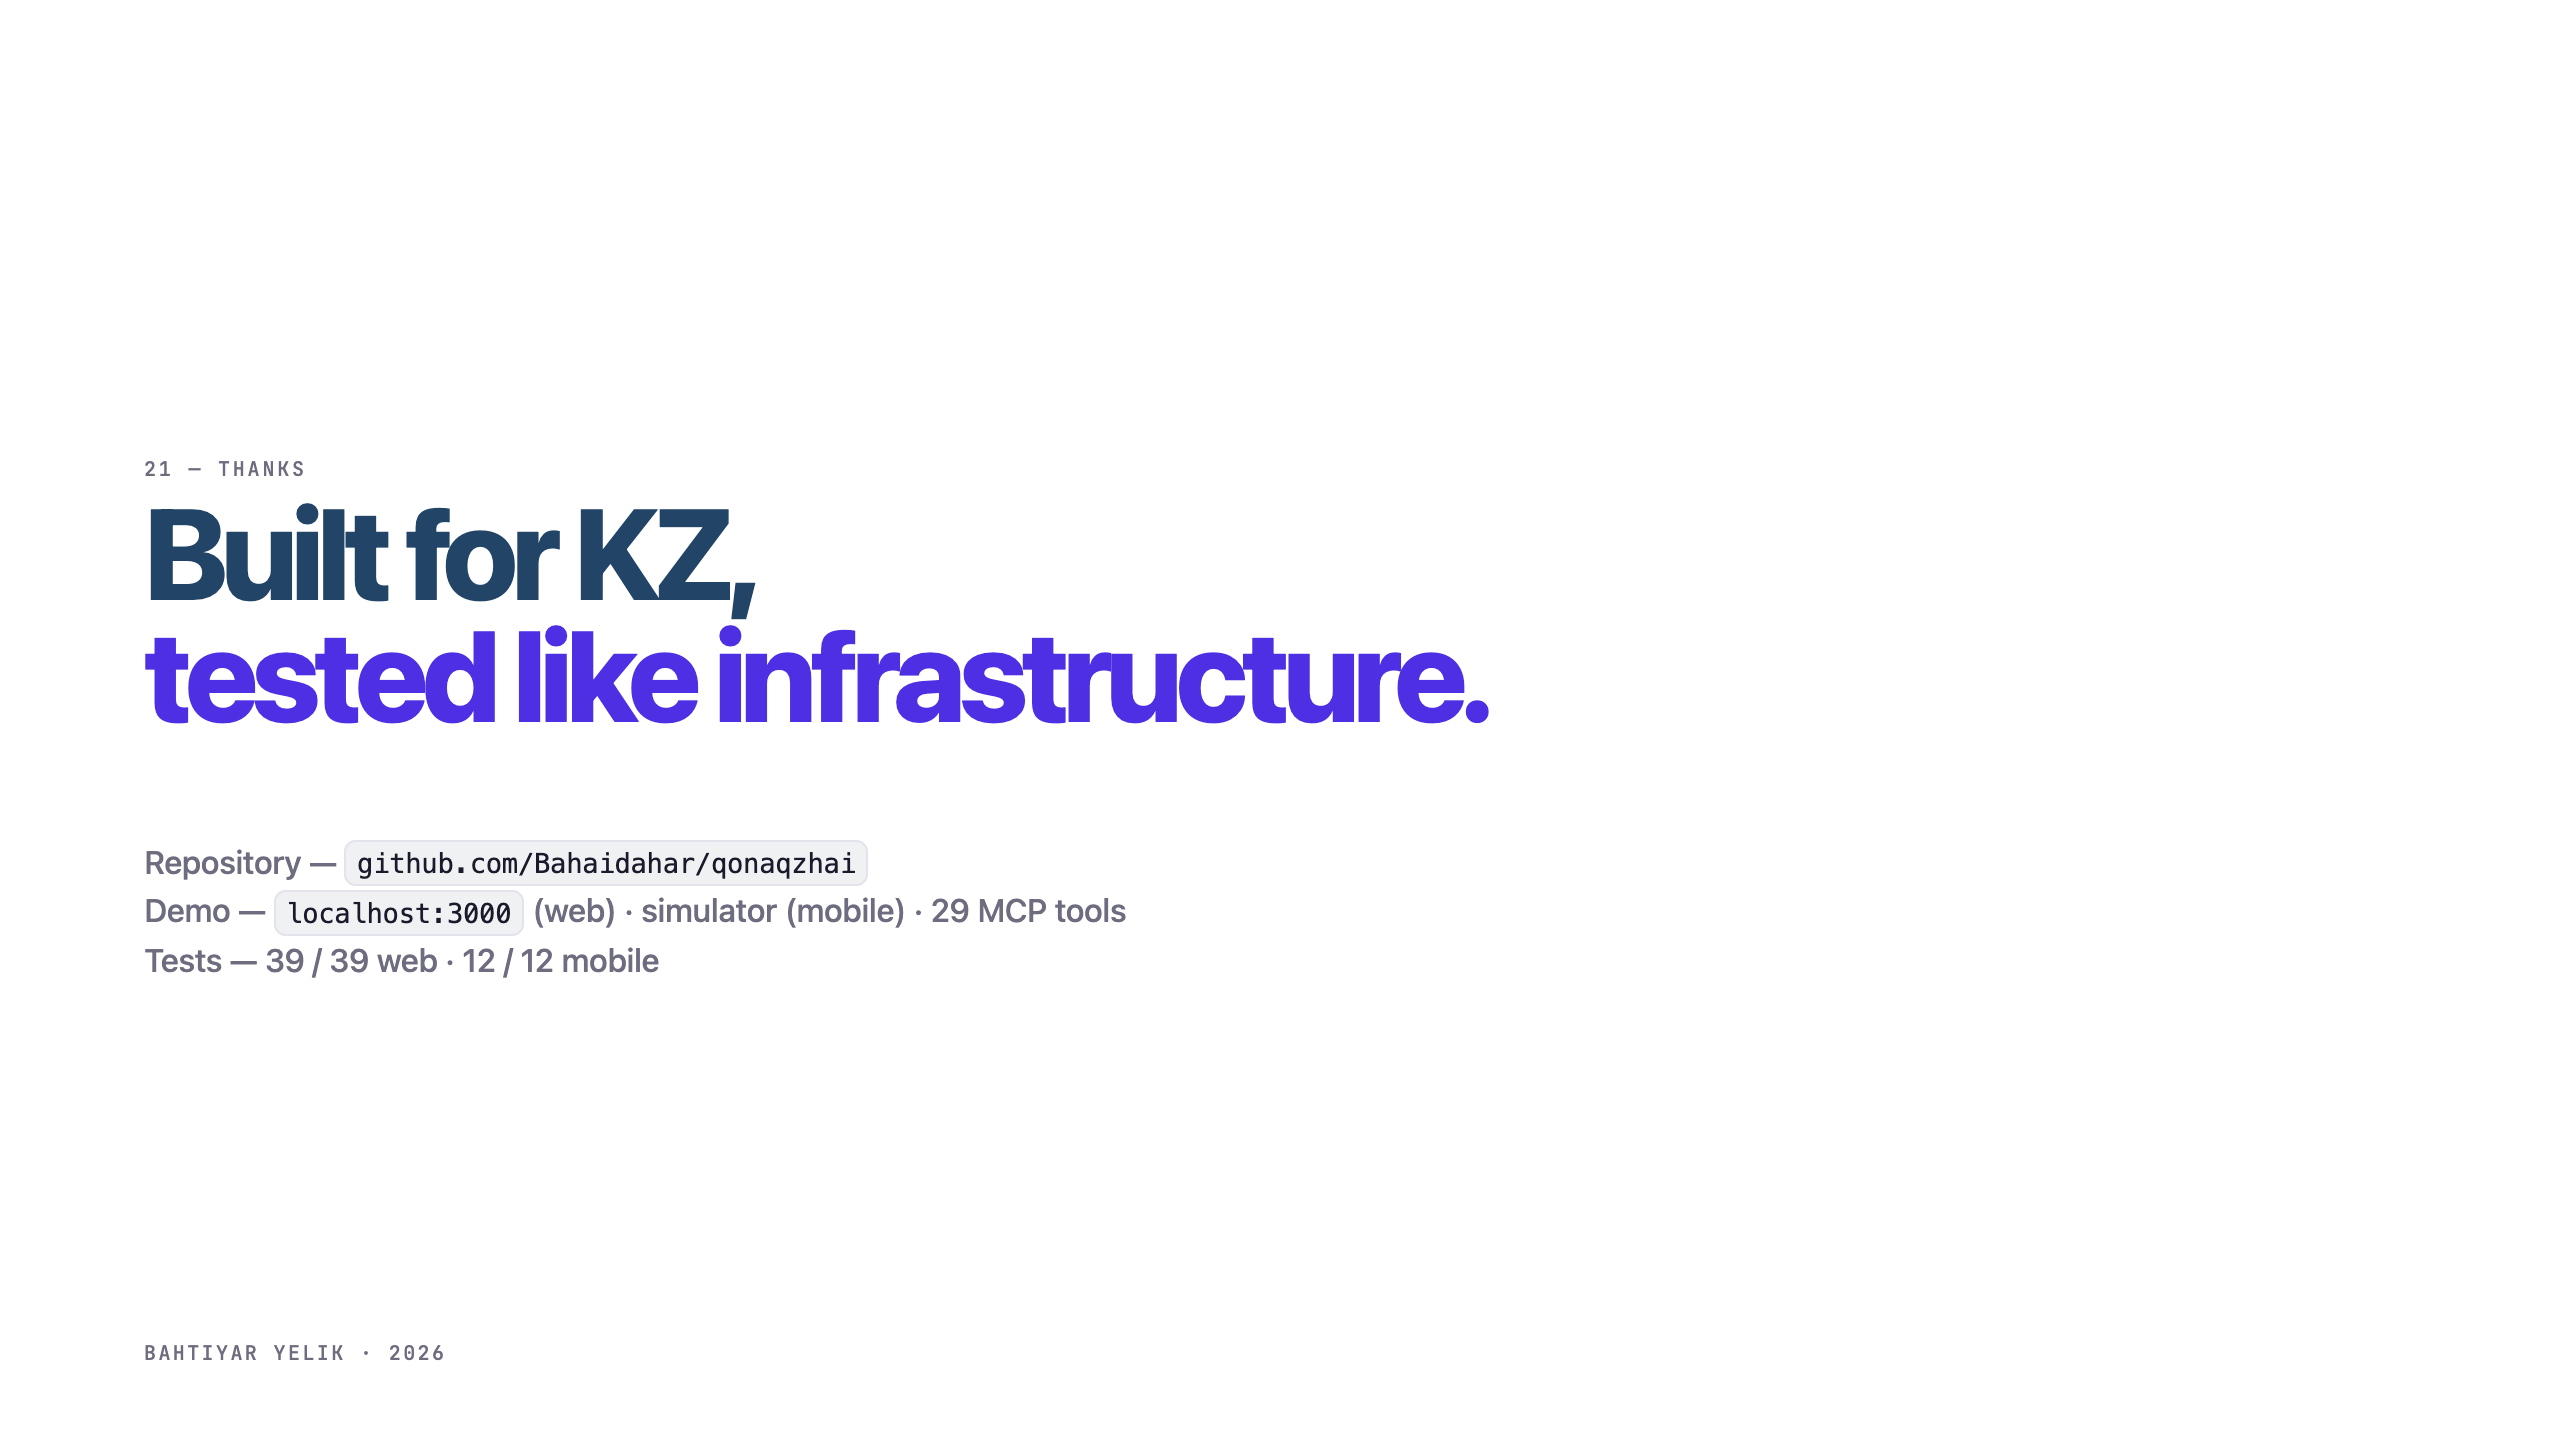 21 — THANKS
Built for KZ,
tested like infrastructure.
Repository — github.com/Bahaidahar/qonaqzhai
Demo — localhost:3000 (web) · simulator (mobile) · 29 MCP tools
Tests — 39 / 39 web · 12 / 12 mobile
BAHTIYAR YELIK · 2026